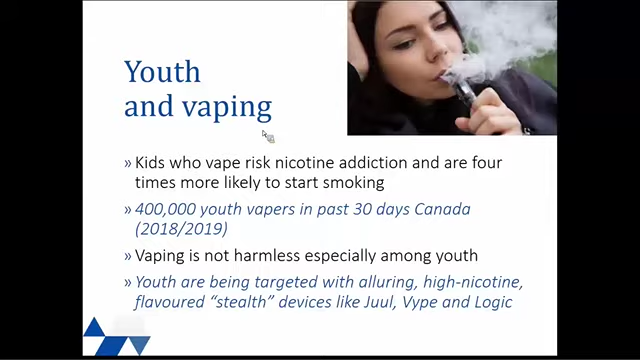 Youth
and vaping
» Kids who vape risk nicotine addiction and are four
times more likely to start smoking
» 400,000 youth vapers in past 30 days Canada
(2018/2019)
» Vaping is not harmless especially among youth
» Youth are being targeted with alluring, high-nicotine,
flavoured “stealth” devices like Juul, Vype and Logic